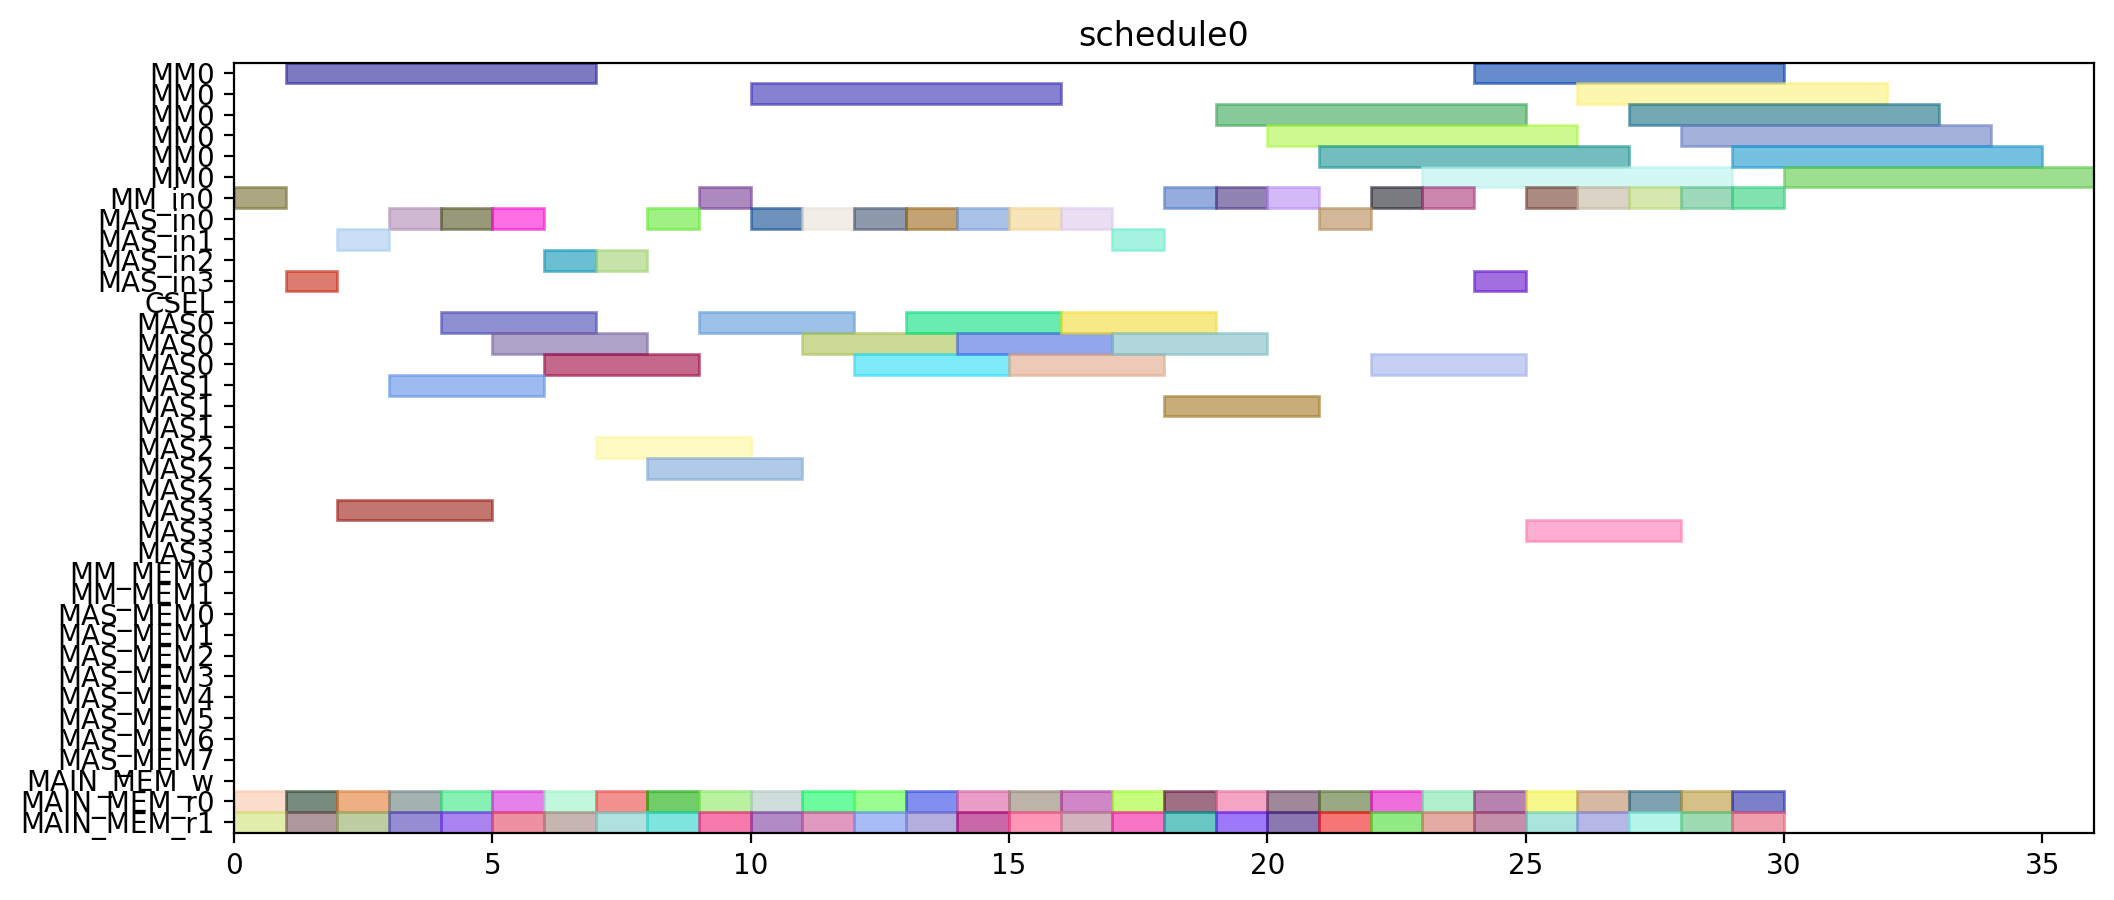 schedule0
MM0
MM0
MM0
MM0
MM0
MM0
MM_in0
MAS_in0
MAS_in1
MAS_in2
MAS_in3
CSEL
MAS0
MAS0
MAS0
MAS1
MAS1
MAS1
MAS2
MAS2
MAS2
MAS3
MAS3
MAS3
MM_MEM0
MM_MEM1
MAS_MEM0
MAS_MEM1
MAS_MEM2
MAS_MEM3
MAS_MEM4
MAS_MEM5
MAS_MEM6
MAS_MEM7
MAIN_MEM_w
MAIN_MEM_r0
MAIN_MEM_r1
0 5 10 15 20 25 30 35